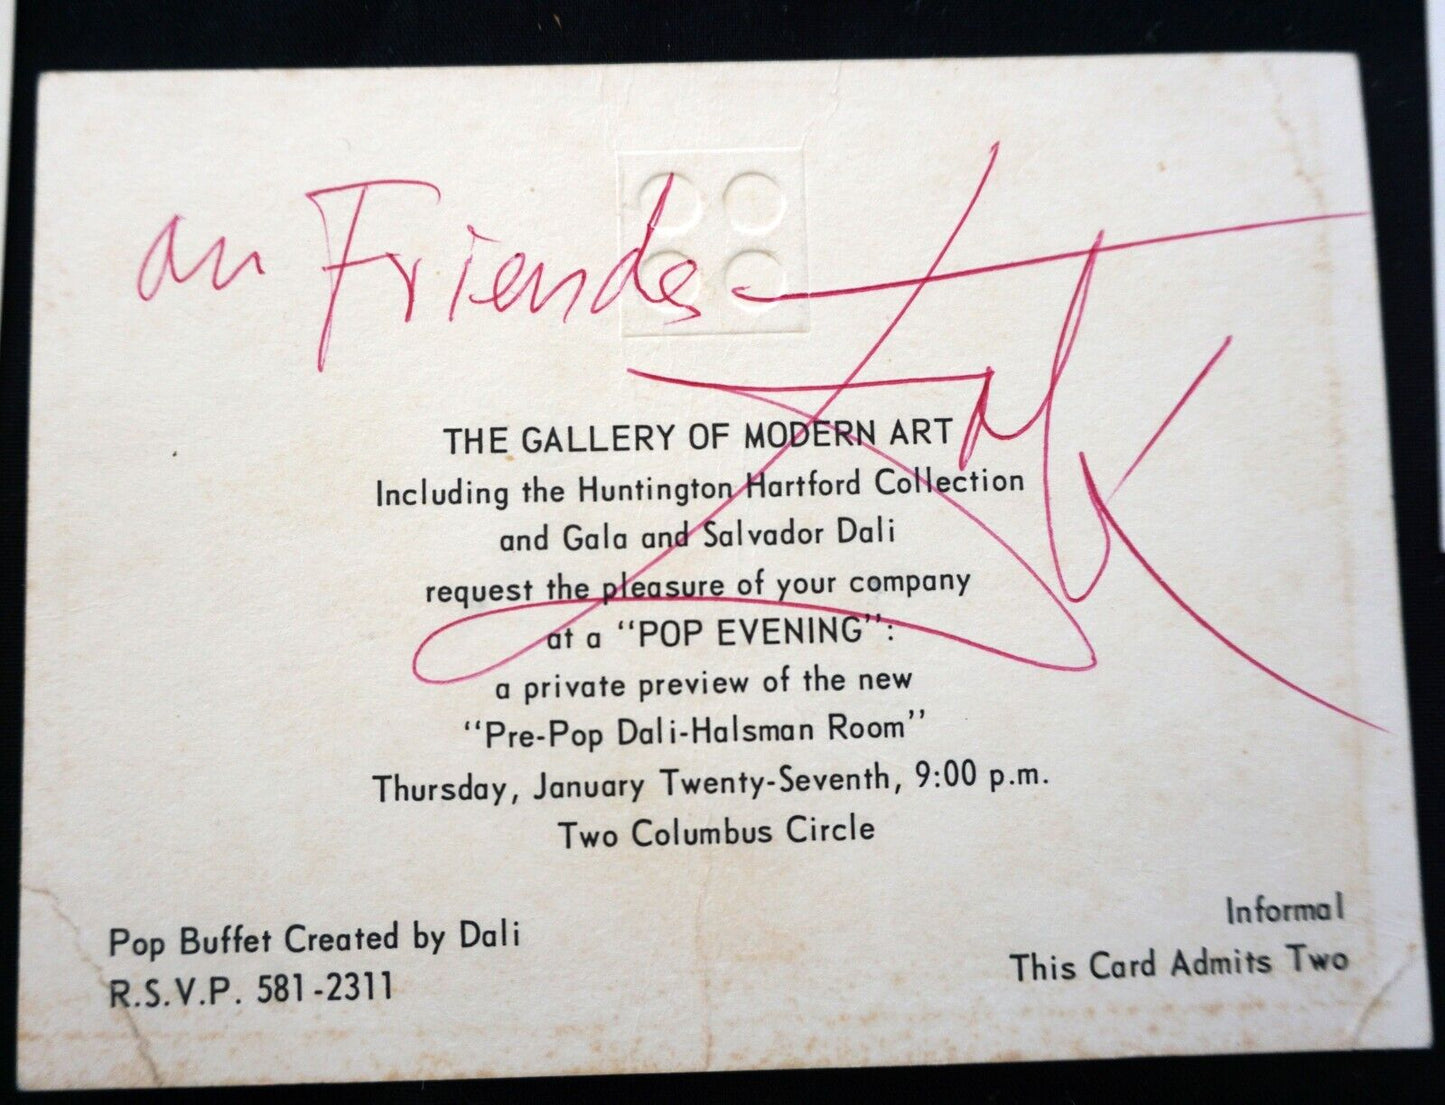 an Friends
THE GALLERY OF MODERN ART
Including the Huntington Hartford Collection
and Gala and Salvador Dali
request the pleasure of your company
at a “POP EVENING”:
a private preview of the new
“Pre-Pop Dali-Halsman Room”
Thursday, January Twenty-Seventh, 9:00 p.m.
Two Columbus Circle
Pop Buffet Created by Dali
R.S.V.P. 581-2311
Informal
This Card Admits Two